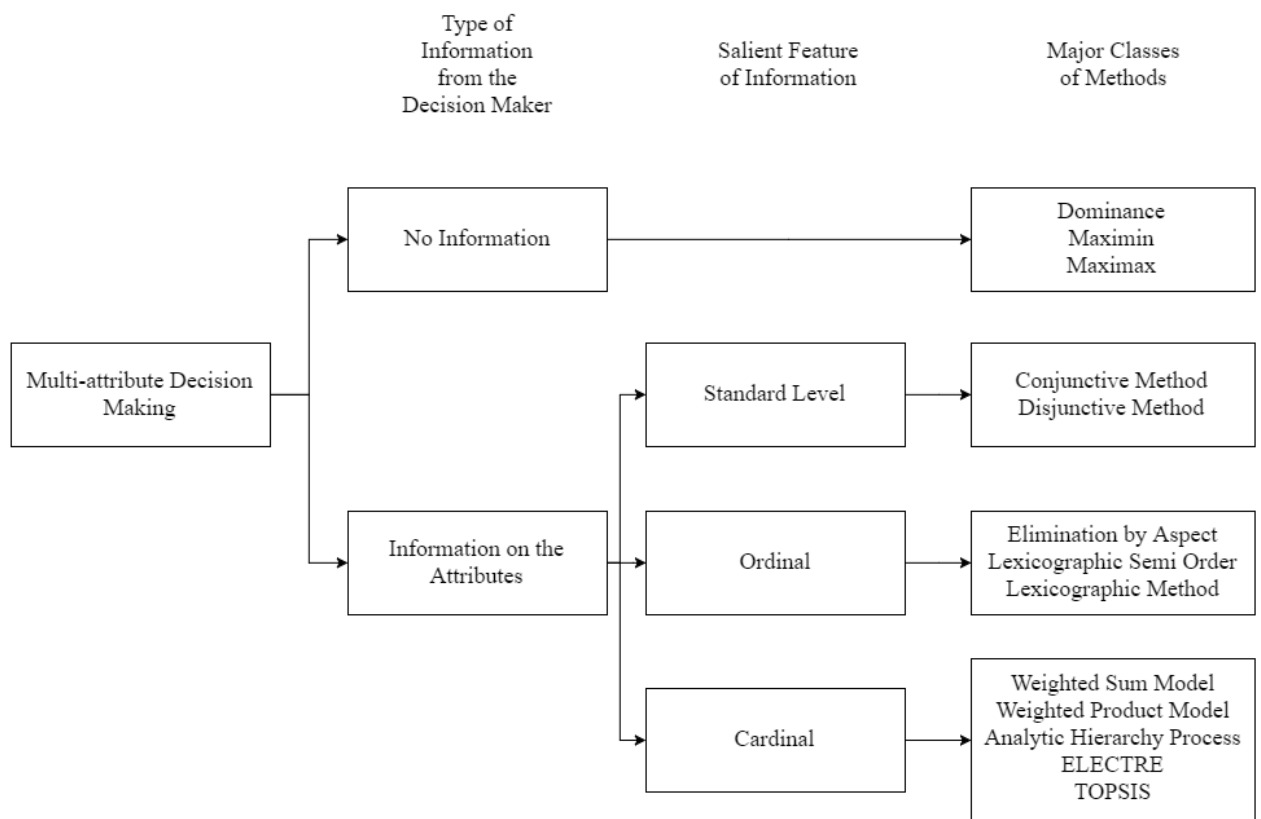 Type of
Information
from the
Decision Maker
Salient Feature
of Information
Major Classes
of Methods
No Information
Dominance
Maximin
Maximax
Multi-attribute Decision
Making
Standard Level
Conjunctive Method
Disjunctive Method
Information on the
Attributes
Ordinal
Elimination by Aspect
Lexicographic Semi Order
Lexicographic Method
Cardinal
Weighted Sum Model
Weighted Product Model
Analytic Hierarchy Process
ELECTRE
TOPSIS